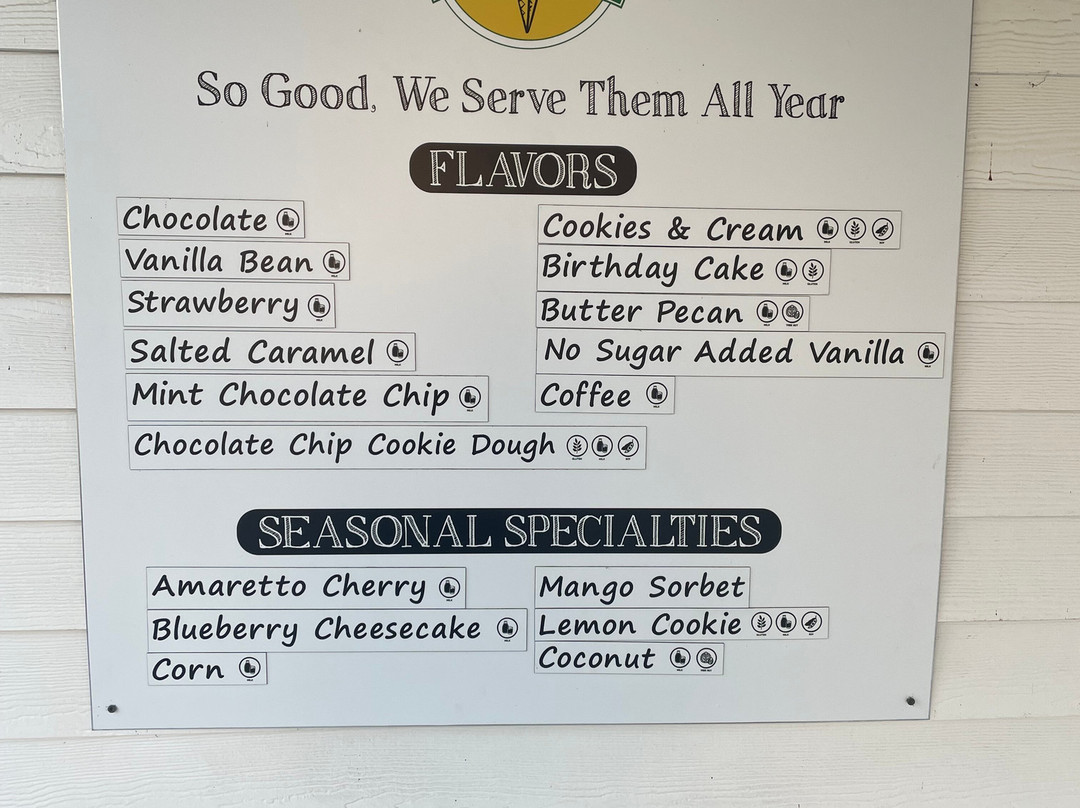 So Good, We Serve Them All Year
FLAVORS
Chocolate
Vanilla Bean
Strawberry
Salted Caramel
Mint Chocolate Chip
Chocolate Chip Cookie Dough
Cookies & Cream
Birthday Cake
Butter Pecan
No Sugar Added Vanilla
Coffee
SEASONAL SPECIALTIES
Amaretto Cherry
Blueberry Cheesecake
Corn
Mango Sorbet
Lemon Cookie
Coconut